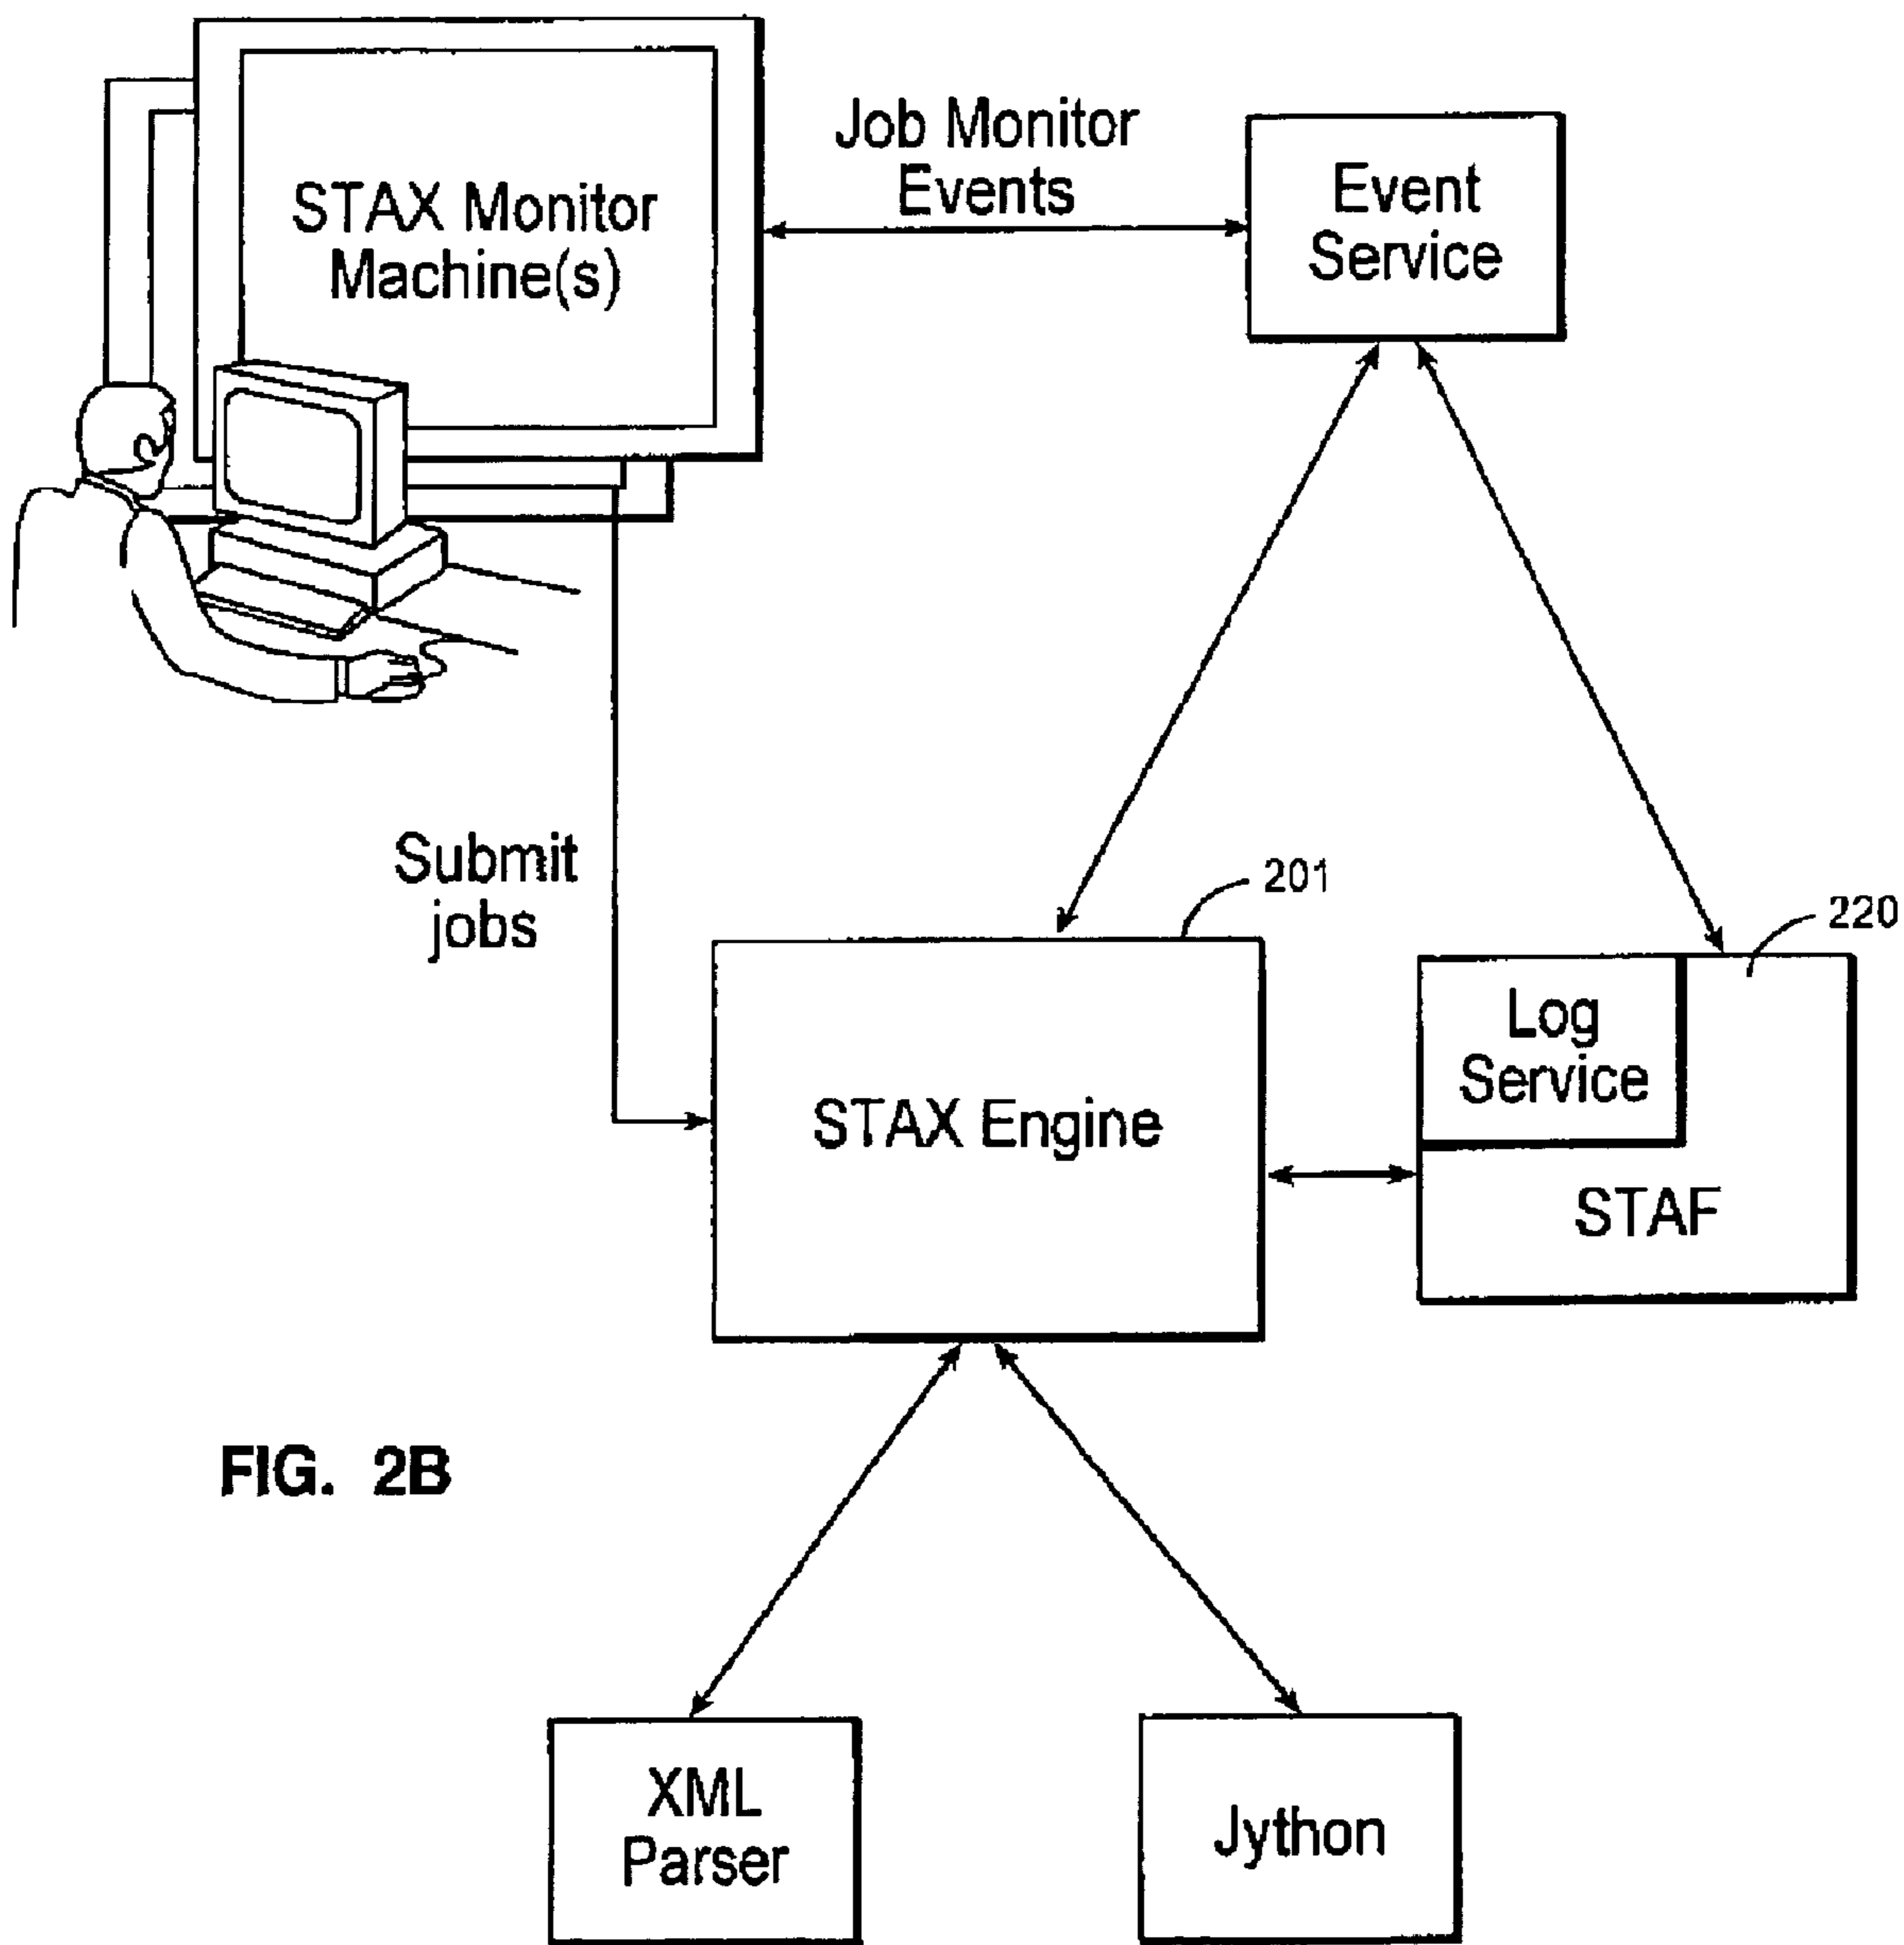 STAX Monitor
Machine(s)
Job Monitor
Events
Event
Service
Submit
jobs
201
220
STAX Engine
Log
Service
STAF
FIG. 2B
XML
Parser
Jython